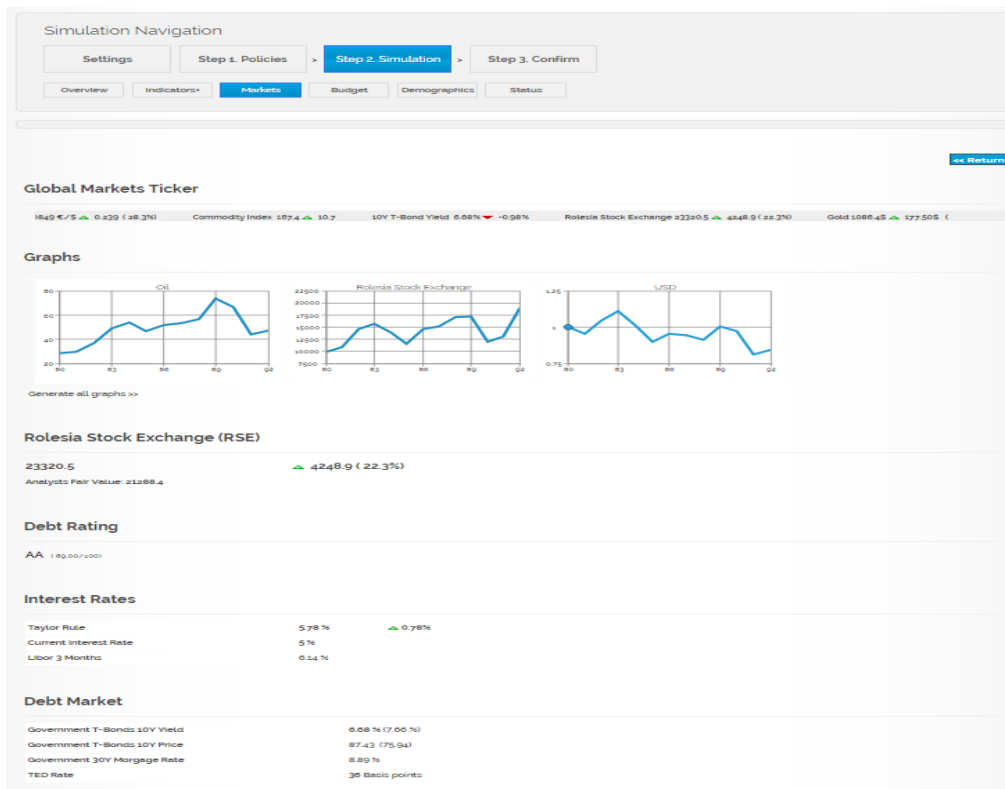 Simulation Navigation
Settings Step 1. Policies > Step 2. Simulation > Step 3. Confirm
Overview Indicators+ Markets Budget Demographics Status
<< Return
Global Markets Ticker
1849 €/$ 0.239 ( 28.3%) Commodity Index 167.4 10.7 10Y T-Bond Yield 6.68% -0.98% Rolesia Stock Exchange 23320.5 4248.9 ( 22.3%) Gold 1086.4$ 177.50$ (
Graphs
Oil
80
60
40
20
80 83 86 89 92
Rolesia Stock Exchange
22500
20000
17500
15000
12500
10000
7500
80 83 86 89 92
USD
1.25
1
0.75
80 83 86 89 92
Generate all graphs >>
Rolesia Stock Exchange (RSE)
23320.5 4248.9 ( 22.3%)
Analysts Fair Value: 21288.4
Debt Rating
AA ( 89.00/100)
Interest Rates
Taylor Rule 5.78 % 0.78%
Current Interest Rate 5 %
Libor 3 Months 6.14 %
Debt Market
Government T-Bonds 10Y Yield 6.68 % (7.66 %)
Government T-Bonds 10Y Price 87.43 (75.94)
Government 30Y Morgage Rate 8.89 %
TED Rate 36 Basis points